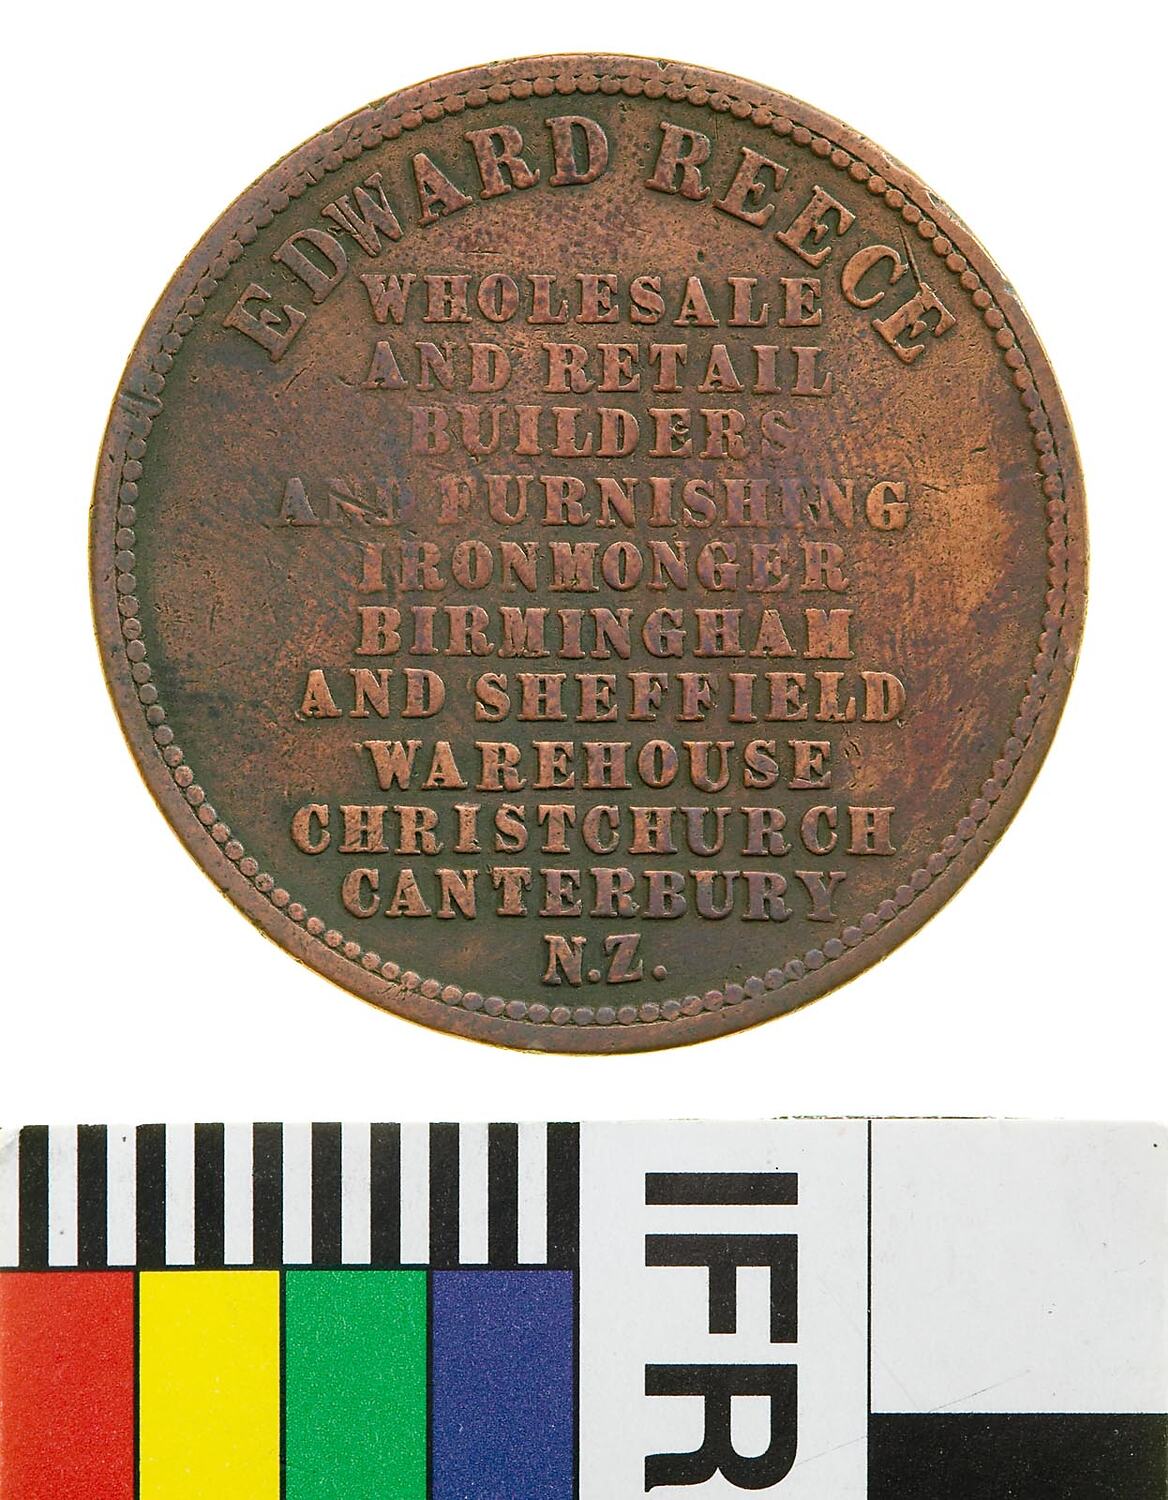 EDWARD REECE
WHOLESALE
AND RETAIL
BUILDERS
AND FURNISHING
IRONMONGER
BIRMINGHAM
AND SHEFFIELD
WAREHOUSE
CHRISTCHURCH
CANTERBURY
N.Z.
IFR